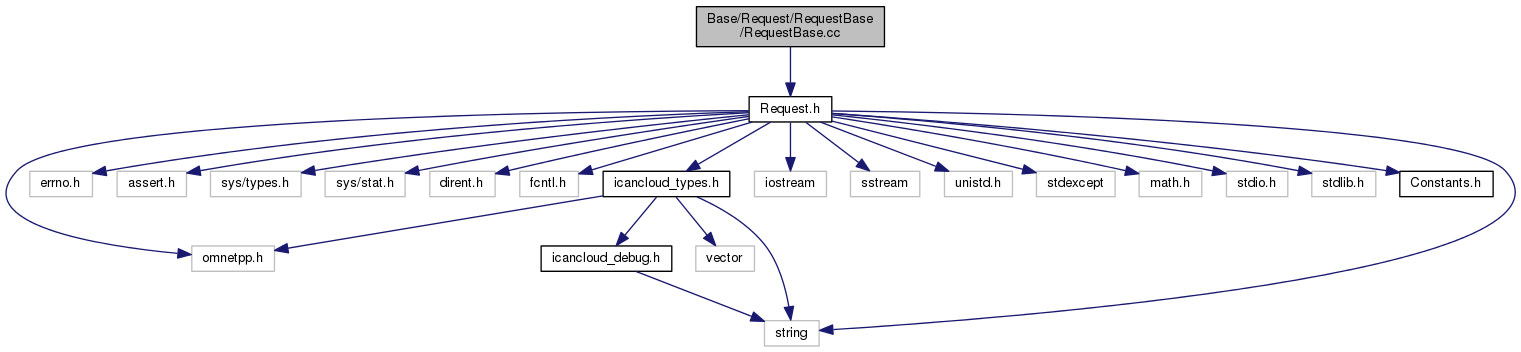 Base/Request/RequestBase
/RequestBase.cc
Request.h
errno.h
assert.h
sys/types.h
sys/stat.h
dirent.h
fcntl.h
icancloud_types.h
iostream
sstream
unistd.h
stdexcept
math.h
stdio.h
stdlib.h
Constants.h
omnetpp.h
icancloud_debug.h
vector
string